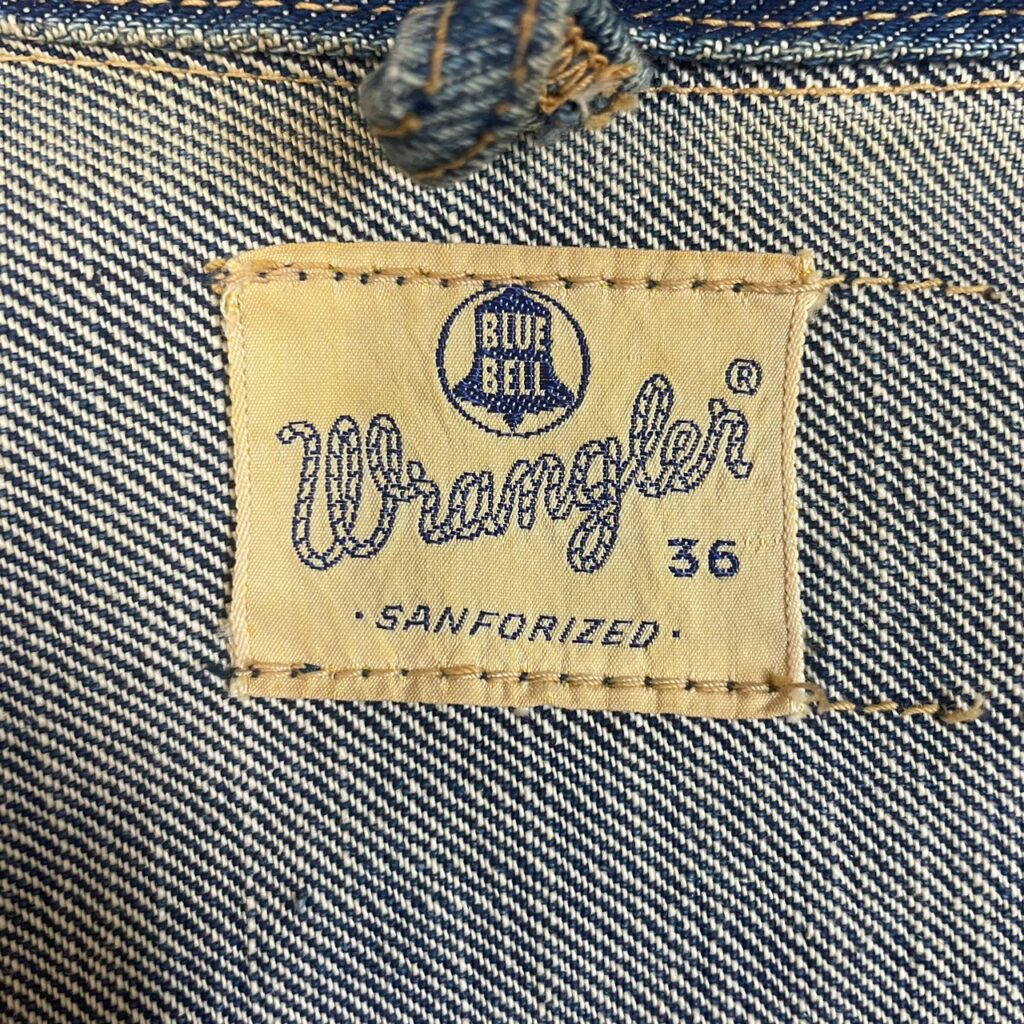 BLUE
BELL
Wrangler®
36
·SANFORIZED·